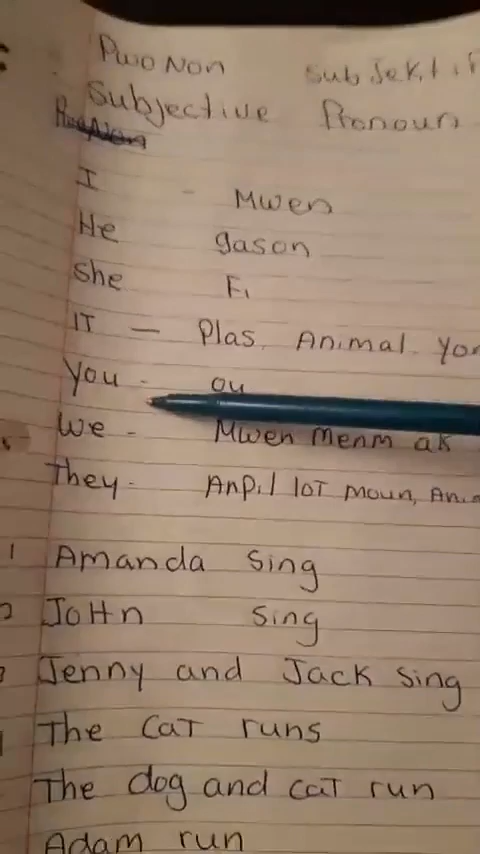 Pwo Non Subjektif
Subjective Pronoun
I - Mwen
He gason
She Fi
IT - Plas Animal
You - ou
We - Mwen menm ak
They - Anpil lot moun,
1 Amanda Sing
2 JoHn Sing
Jenny and Jack Sing
The CaT runs
The dog and caT run
Adam run